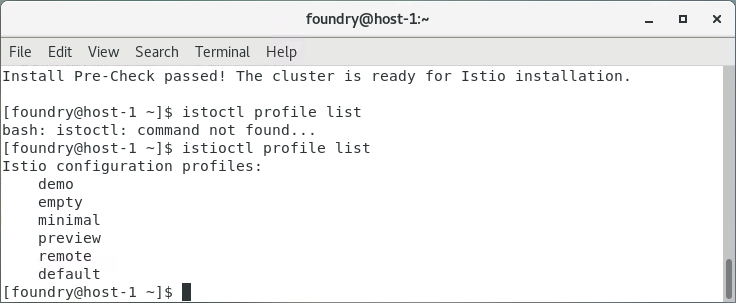 foundry@host-1:~
File Edit View Search Terminal Help
Install Pre-Check passed! The cluster is ready for Istio installation.
[foundry@host-1 ~]$ istoctl profile list
bash: istoctl: command not found...
[foundry@host-1 ~]$ istioctl profile list
Istio configuration profiles:
    demo
    empty
    minimal
    preview
    remote
    default
[foundry@host-1 ~]$